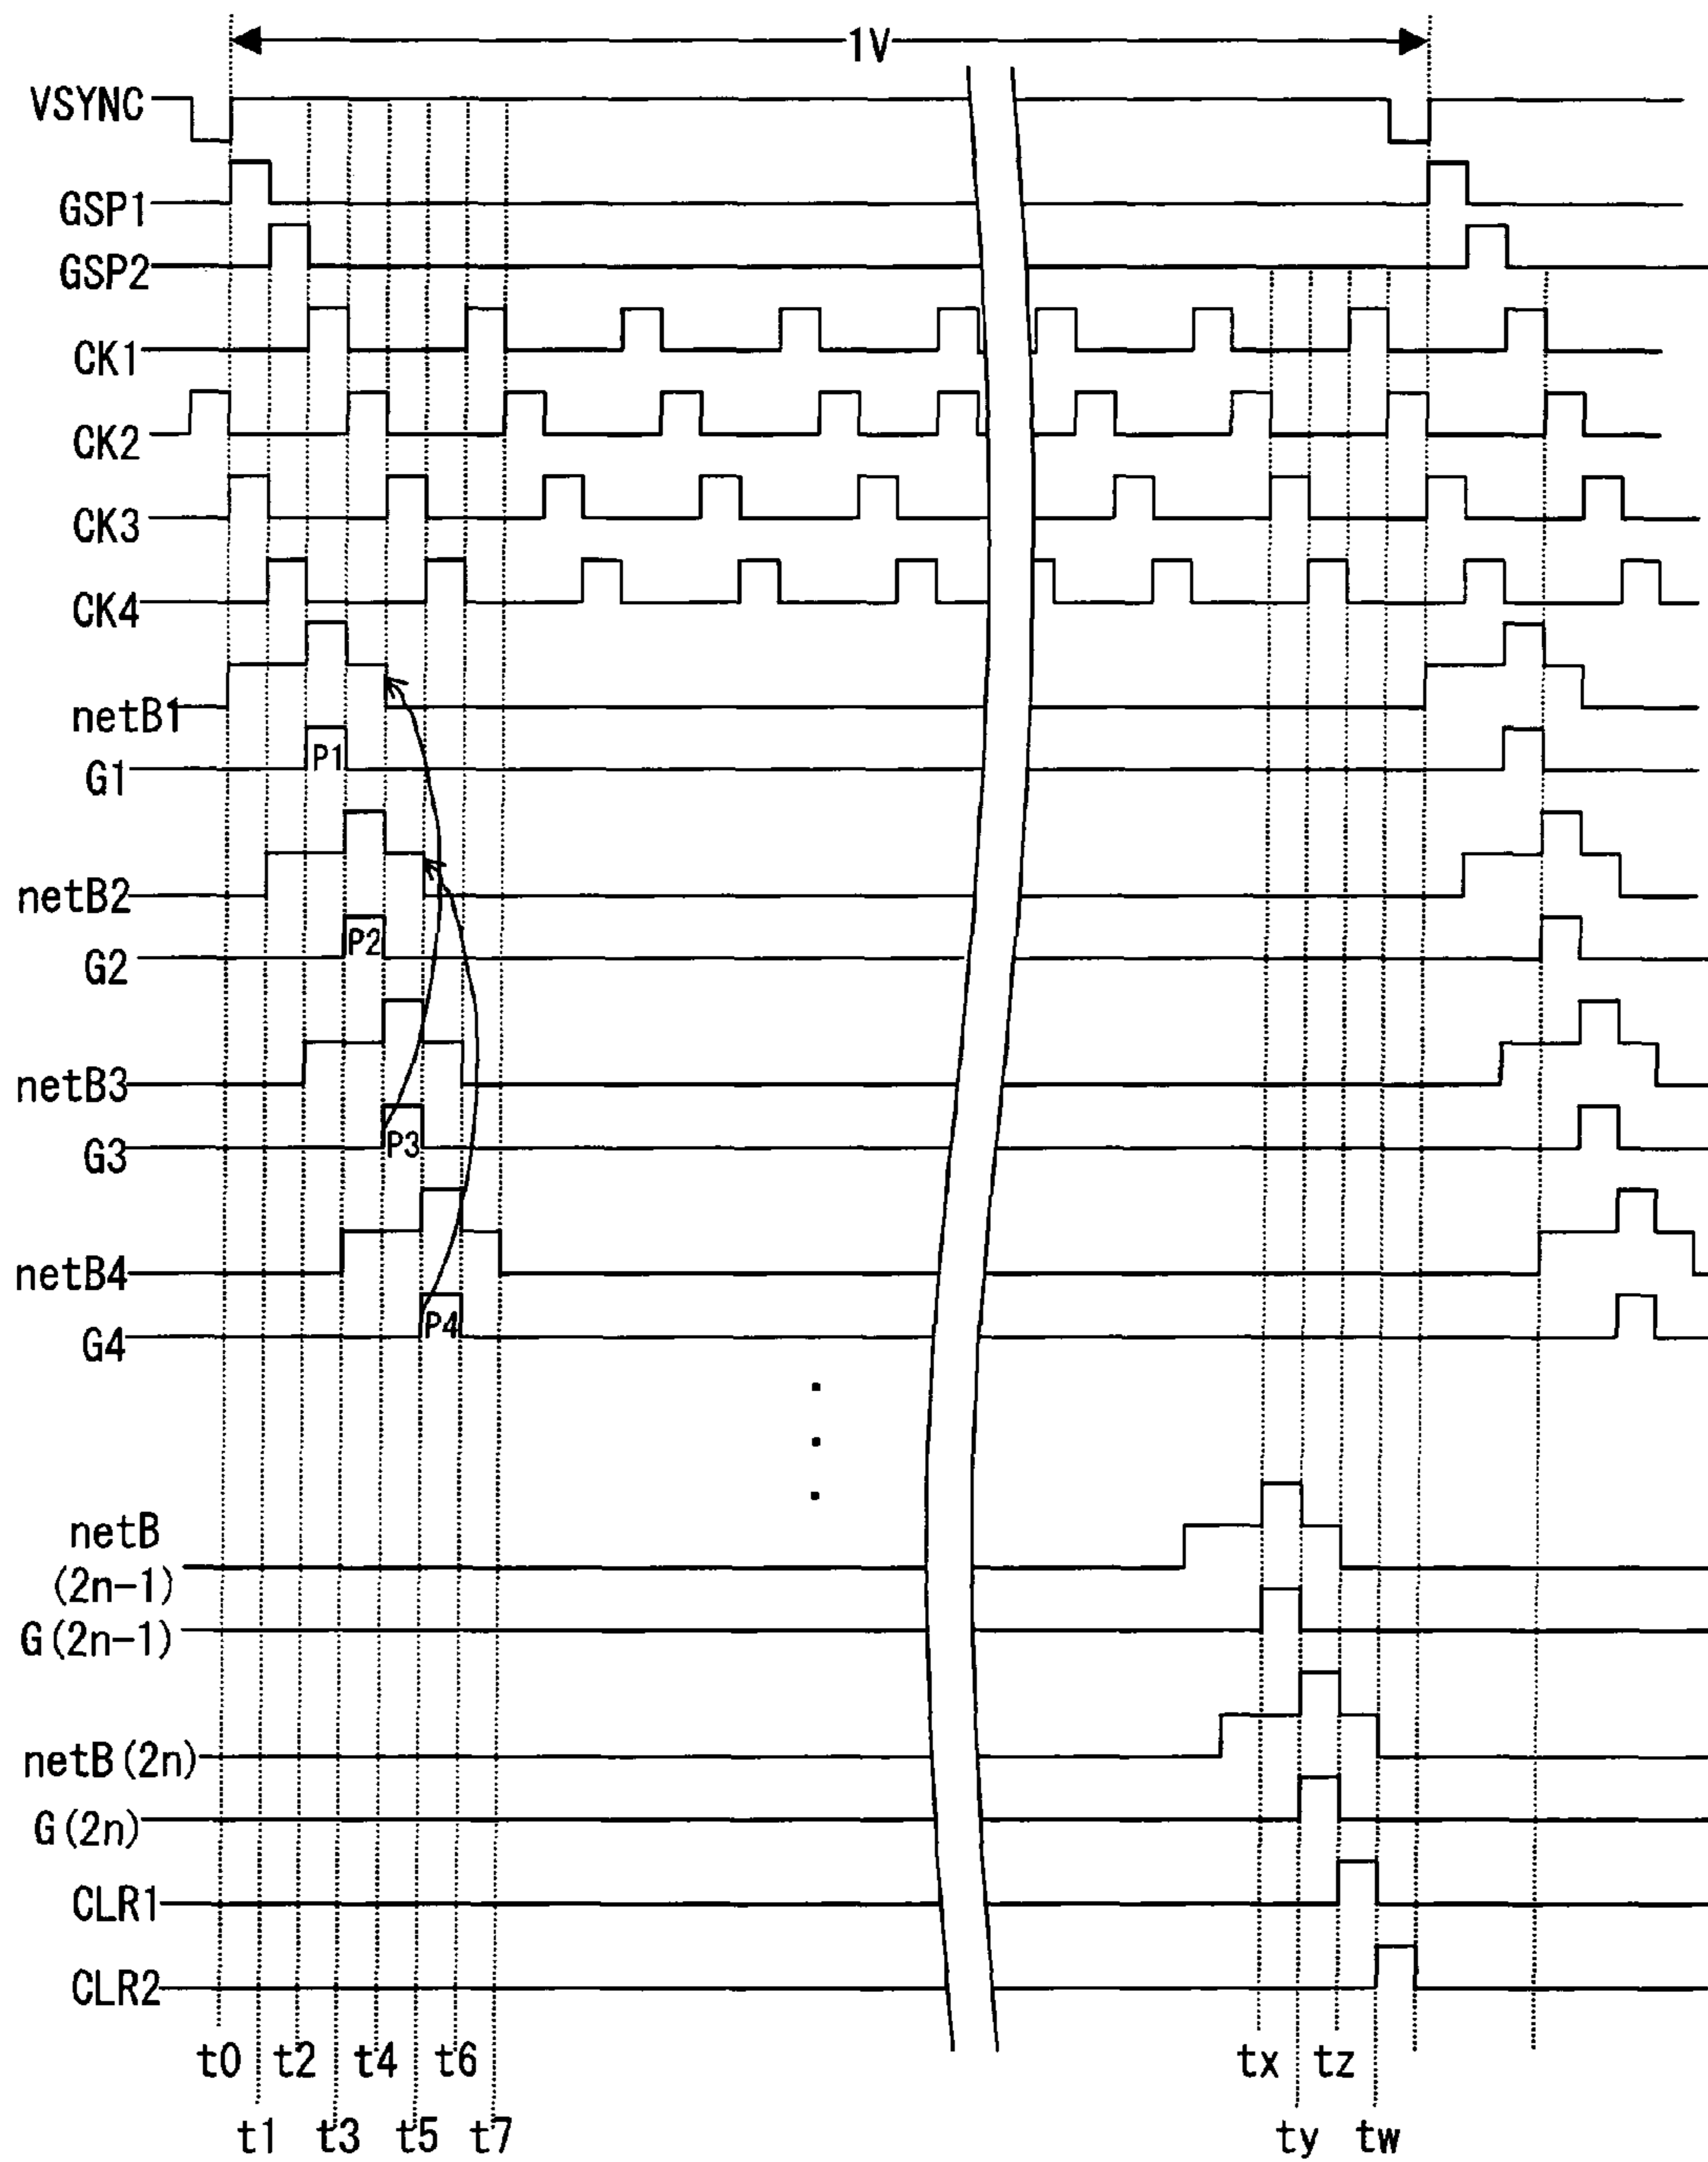 1V
VSYNC
GSP1
GSP2
CK1
CK2
CK3
CK4
netB1
P1
G1
netB2
P2
G2
netB3
P3
G3
netB4
P4
G4
netB
(2n-1)
G(2n-1)
netB(2n)
G(2n)
CLR1
CLR2
t0 t2 t4 t6 tx tz
t1 t3 t5 t7 ty tw